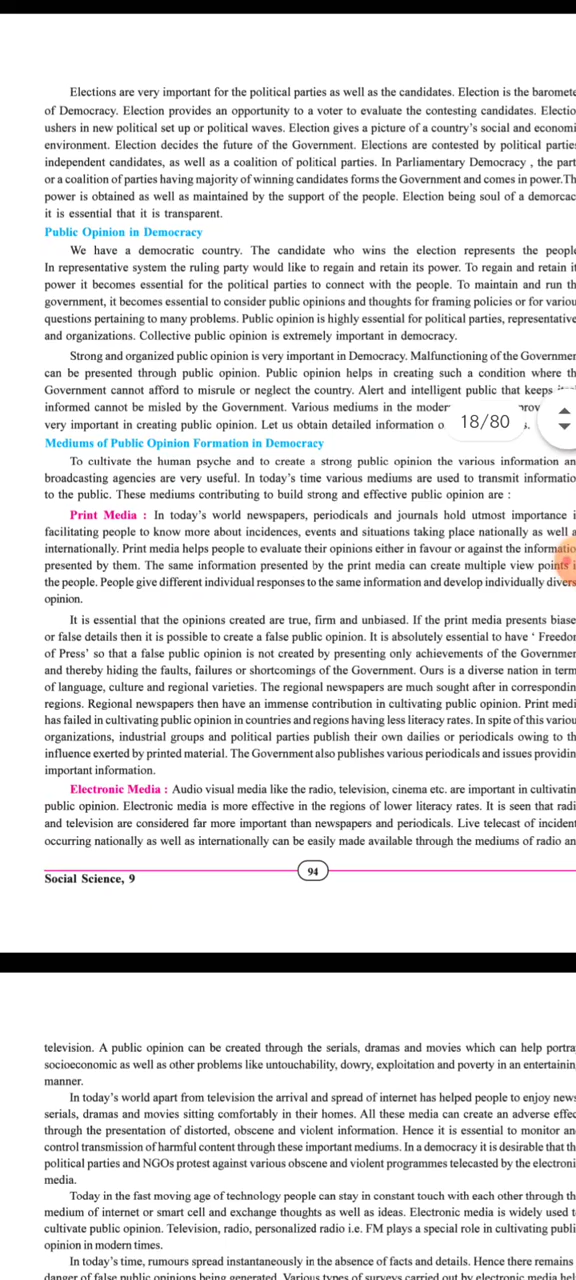 Elections are very important for the political parties as well as the candidates. Election is the baromete
of Democracy. Election provides an opportunity to a voter to evaluate the contesting candidates. Electio
ushers in new political set up or political waves. Election gives a picture of a country's social and economi
environment. Election decides the future of the Government. Elections are contested by political partie
independent candidates, as well as a coalition of political parties. In Parliamentary Democracy , the part
or a coalition of parties having majority of winning candidates forms the Government and comes in power.Th
power is obtained as well as maintained by the support of the people. Election being soul of a demorcac
it is essential that it is transparent.
Public Opinion in Democracy
We have a democratic country. The candidate who wins the election represents the people
In representative system the ruling party would like to regain and retain its power. To regain and retain it
power it becomes essential for the political parties to connect with the people. To maintain and run th
government, it becomes essential to consider public opinions and thoughts for framing policies or for variou
questions pertaining to many problems. Public opinion is highly essential for political parties, representative
and organizations. Collective public opinion is extremely important in democracy.
Strong and organized public opinion is very important in Democracy. Malfunctioning of the Governmen
can be presented through public opinion. Public opinion helps in creating such a condition where th
Government cannot afford to misrule or neglect the country. Alert and intelligent public that keeps
informed cannot be misled by the Government. Various mediums in the moder prov
very important in creating public opinion. Let us obtain detailed information o 18/80 s.
Mediums of Public Opinion Formation in Democracy
To cultivate the human psyche and to create a strong public opinion the various information an
broadcasting agencies are very useful. In today's time various mediums are used to transmit informatio
to the public. These mediums contributing to build strong and effective public opinion are :
Print Media : In today's world newspapers, periodicals and journals hold utmost importance i
facilitating people to know more about incidences, events and situations taking place nationally as well a
internationally. Print media helps people to evaluate their opinions either in favour or against the informatio
presented by them. The same information presented by the print media can create multiple view points i
the people. People give different individual responses to the same information and develop individually divers
opinion.
It is essential that the opinions created are true, firm and unbiased. If the print media presents biase
or false details then it is possible to create a false public opinion. It is absolutely essential to have ‘ Freedom
of Press’ so that a false public opinion is not created by presenting only achievements of the Governmen
and thereby hiding the faults, failures or shortcomings of the Government. Ours is a diverse nation in term
of language, culture and regional varieties. The regional newspapers are much sought after in correspondin
regions. Regional newspapers then have an immense contribution in cultivating public opinion. Print medi
has failed in cultivating public opinion in countries and regions having less literacy rates. In spite of this variou
organizations, industrial groups and political parties publish their own dailies or periodicals owing to th
influence exerted by printed material. The Government also publishes various periodicals and issues providin
important information.
Electronic Media : Audio visual media like the radio, television, cinema etc. are important in cultivatin
public opinion. Electronic media is more effective in the regions of lower literacy rates. It is seen that radi
and television are considered far more important than newspapers and periodicals. Live telecast of incident
occurring nationally as well as internationally can be easily made available through the mediums of radio an
94
Social Science, 9
television. A public opinion can be created through the serials, dramas and movies which can help portra
socioeconomic as well as other problems like untouchability, dowry, exploitation and poverty in an entertainin
manner.
In today's world apart from television the arrival and spread of internet has helped people to enjoy news
serials, dramas and movies sitting comfortably in their homes. All these media can create an adverse effec
through the presentation of distorted, obscene and violent information. Hence it is essential to monitor an
control transmission of harmful content through these important mediums. In a democracy it is desirable that th
political parties and NGOs protest against various obscene and violent programmes telecasted by the electroni
media.
Today in the fast moving age of technology people can stay in constant touch with each other through th
medium of internet or smart cell and exchange thoughts as well as ideas. Electronic media is widely used t
cultivate public opinion. Television, radio, personalized radio i.e. FM plays a special role in cultivating publi
opinion in modern times.
In today's time, rumours spread instantaneously in the absence of facts and details. Hence there remains
danger of false public opinions being generated. Various types of surveys carried out by electronic media hel